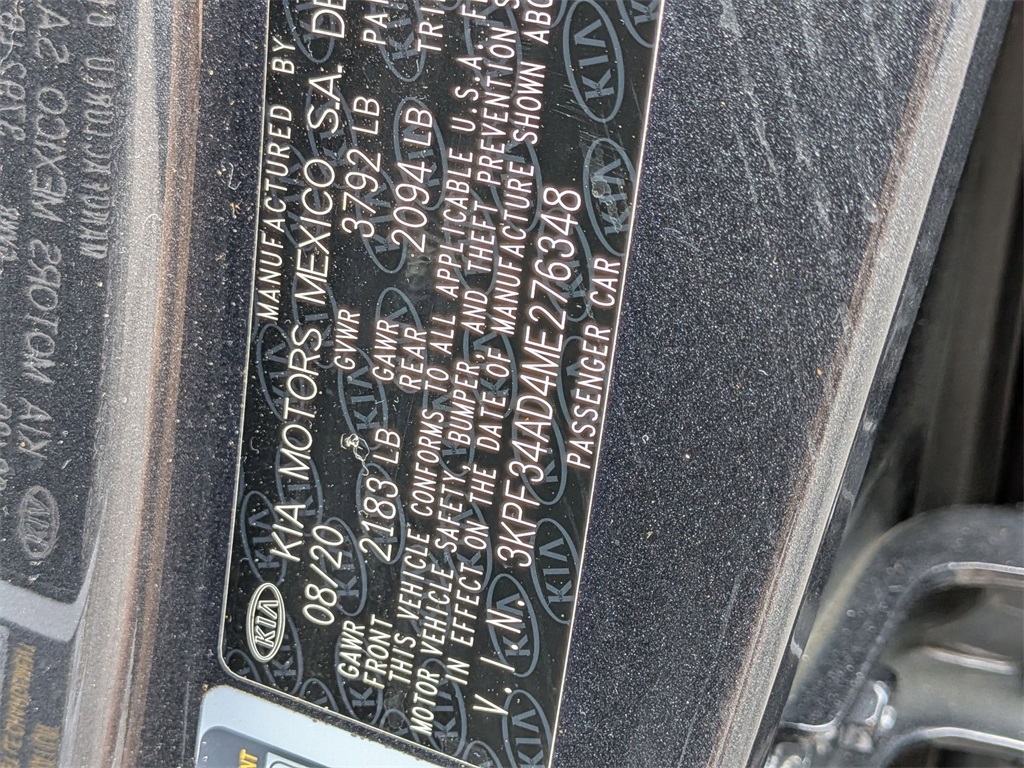 MANUFACTURED BY
KIA KIA MOTORS MEXICO S.A. DE
08/20 GVWR 3792 LB
GAWR FRONT 2183 LB GAWR REAR 2094 LB
THIS VEHICLE CONFORMS TO ALL APPLICABLE U.S.A.
MOTOR VEHICLE SAFETY, BUMPER AND THEFT PREVENTION
IN EFFECT ON THE DATE OF MANUFACTURE SHOWN
V.I.N. 3KPF34AD4ME276348
PASSENGER CAR